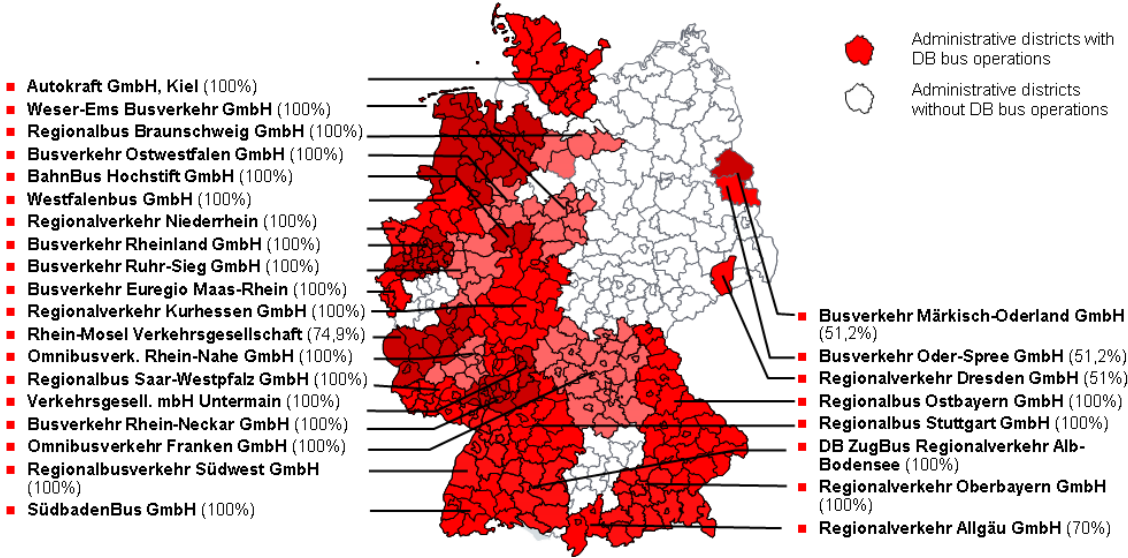 Administrative districts with
DB bus operations
Administrative districts
without DB bus operations
Autokraft GmbH, Kiel (100%)
Weser-Ems Busverkehr GmbH (100%)
Regionalbus Braunschweig GmbH (100%)
Busverkehr Ostwestfalen GmbH (100%)
BahnBus Hochstift GmbH (100%)
Westfalenbus GmbH (100%)
Regionalverkehr Niederrhein (100%)
Busverkehr Rheinland GmbH (100%)
Busverkehr Ruhr-Sieg GmbH (100%)
Busverkehr Euregio Maas-Rhein (100%)
Regionalverkehr Kurhessen GmbH (100%)
Rhein-Mosel Verkehrsgesellschaft (74,9%)
Omnibusverk. Rhein-Nahe GmbH (100%)
Regionalbus Saar-Westpfalz GmbH (100%)
Verkehrsgesell. mbH Untermain (100%)
Busverkehr Rhein-Neckar GmbH (100%)
Omnibusverkehr Franken GmbH (100%)
Regionalbusverkehr Südwest GmbH
(100%)
SüdbadenBus GmbH (100%)
Busverkehr Märkisch-Oderland GmbH
(51,2%)
Busverkehr Oder-Spree GmbH (51,2%)
Regionalverkehr Dresden GmbH (51%)
Regionalbus Ostbayern GmbH (100%)
Regionalbus Stuttgart GmbH (100%)
DB ZugBus Regionalverkehr Alb-
Bodensee (100%)
Regionalverkehr Oberbayern GmbH
(100%)
Regionalverkehr Allgäu GmbH (70%)